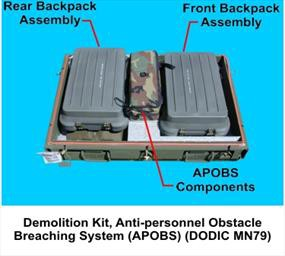 Rear Backpack
Assembly
Front Backpack
Assembly
APOBS
Components
Demolition Kit, Anti-personnel Obstacle
Breaching System (APOBS) (DODIC MN79)